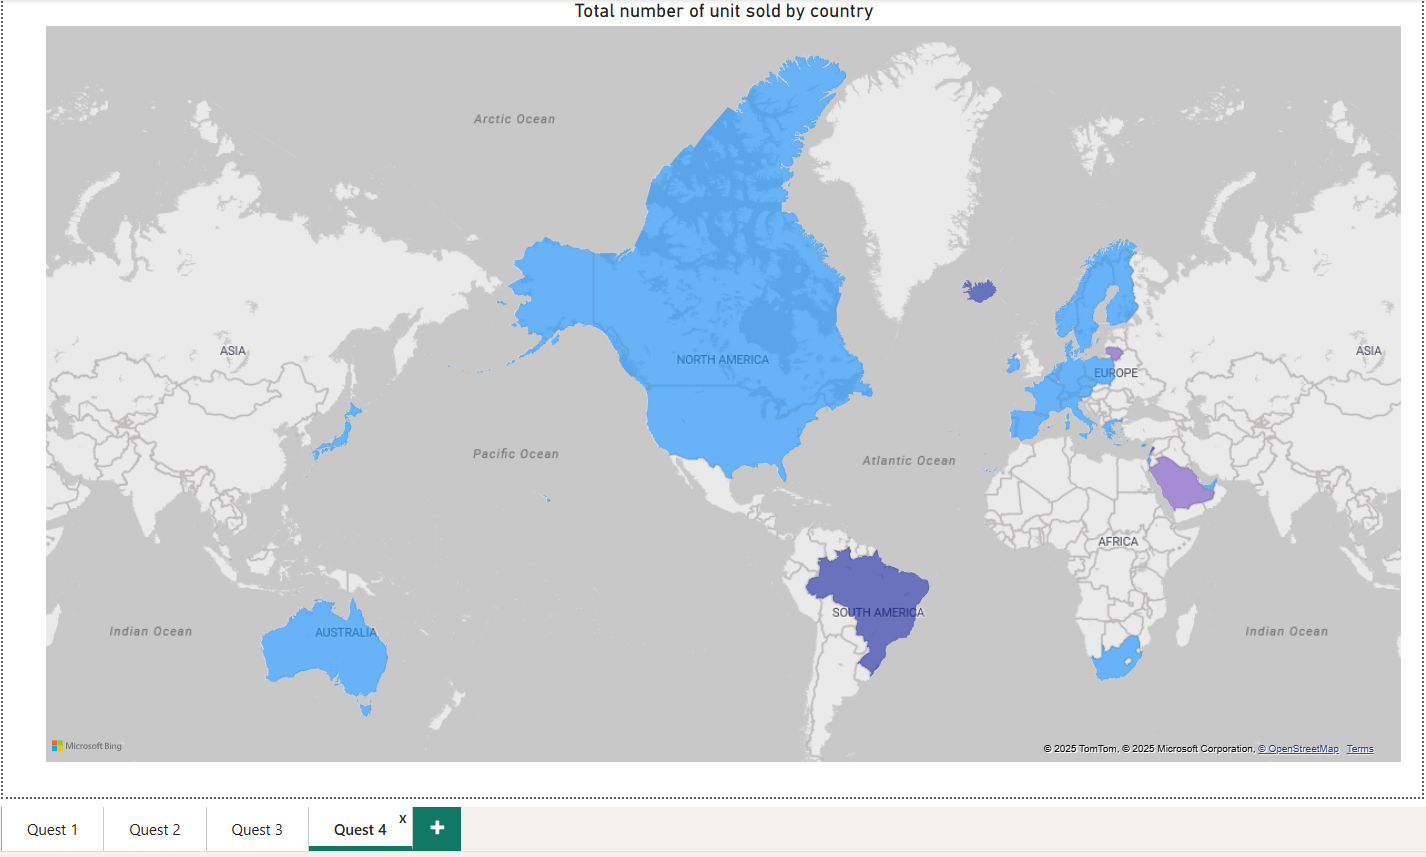 Total number of unit sold by country
Arctic Ocean
ASIA
NORTH AMERICA
ASIA
EUROPE
Pacific Ocean
Atlantic Ocean
AFRICA
SOUTH AMERICA
Indian Ocean
AUSTRALIA
Indian Ocean
Microsoft Bing
© 2025 TomTom, © 2025 Microsoft Corporation, © OpenStreetMap Terms
Quest 1 Quest 2 Quest 3 Quest 4 x +